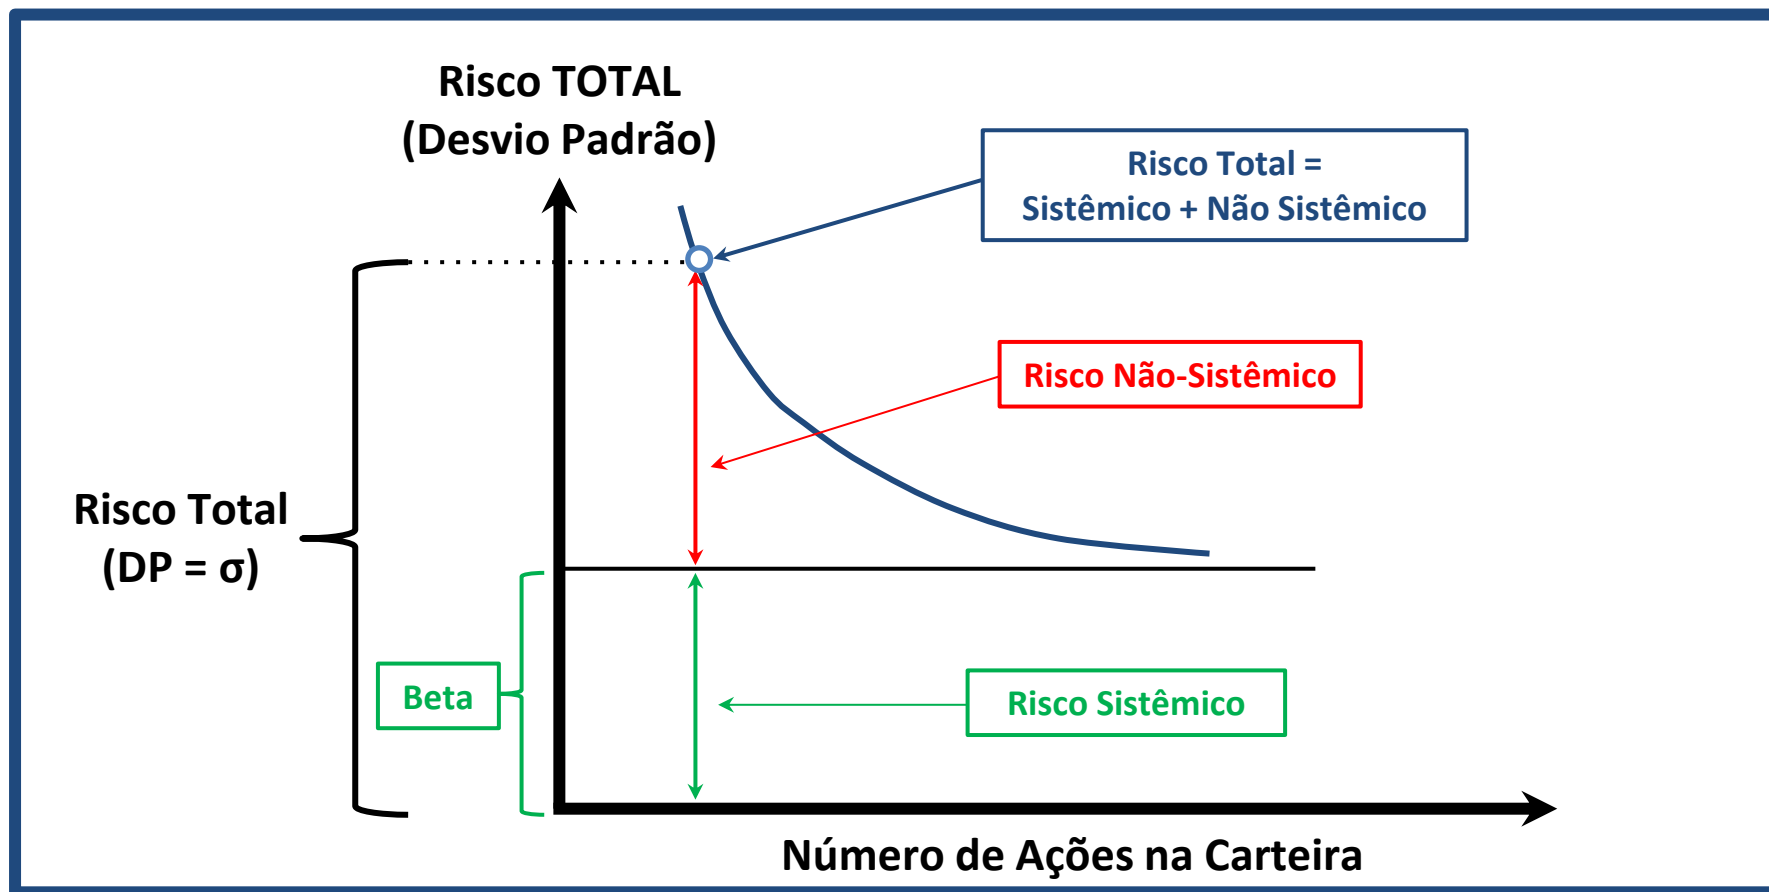 Risco TOTAL
(Desvio Padrão)
Risco Total =
Sistêmico + Não Sistêmico
Risco Não-Sistêmico
Risco Total
(DP = σ)
Beta
Risco Sistêmico
Número de Ações na Carteira